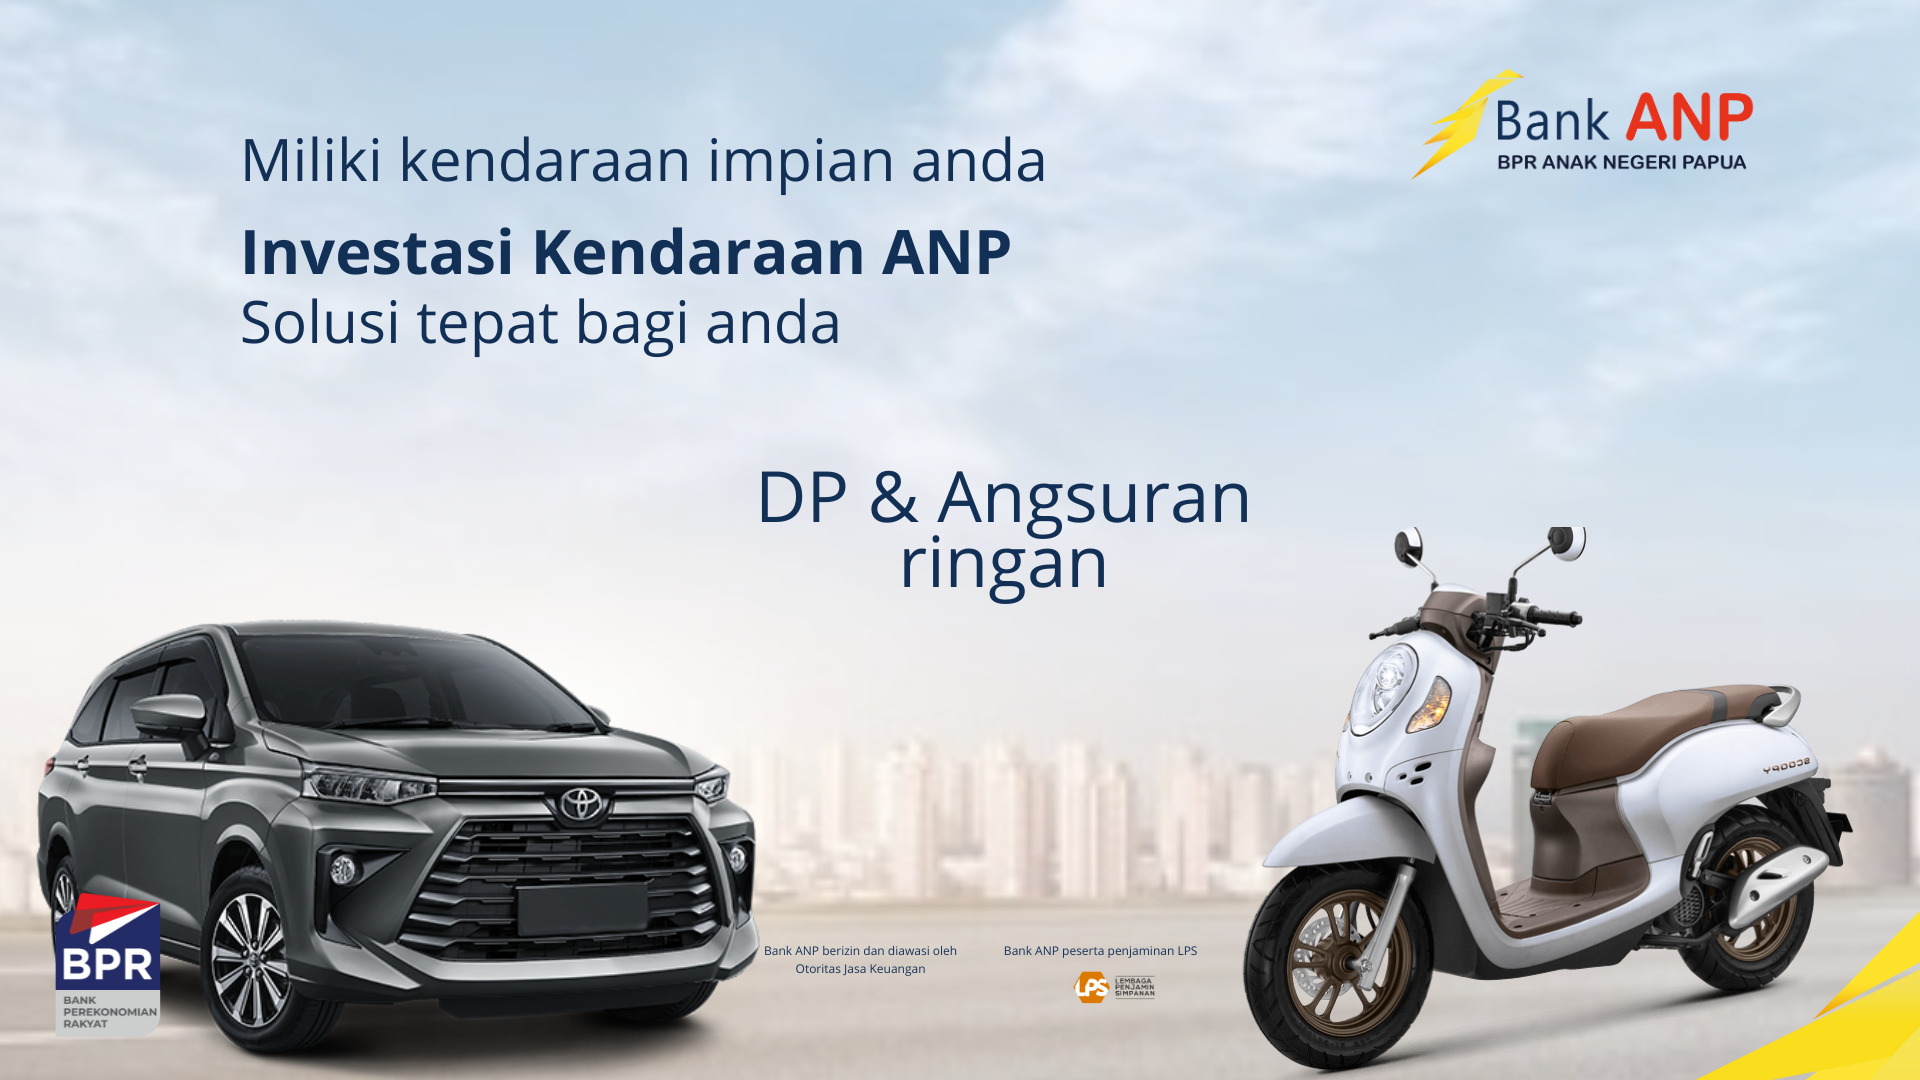 Bank ANP
BPR ANAK NEGERI PAPUA
Miliki kendaraan impian anda
Investasi Kendaraan ANP
Solusi tepat bagi anda
DP & Angsuran
ringan
SCOOPY
Bank ANP berizin dan diawasi oleh
Otoritas Jasa Keuangan
Bank ANP peserta penjaminan LPS
LPS
LEMBAGA
PENJAMIN
SIMPANAN
BPR
BANK
PEREKONOMIAN
RAKYAT